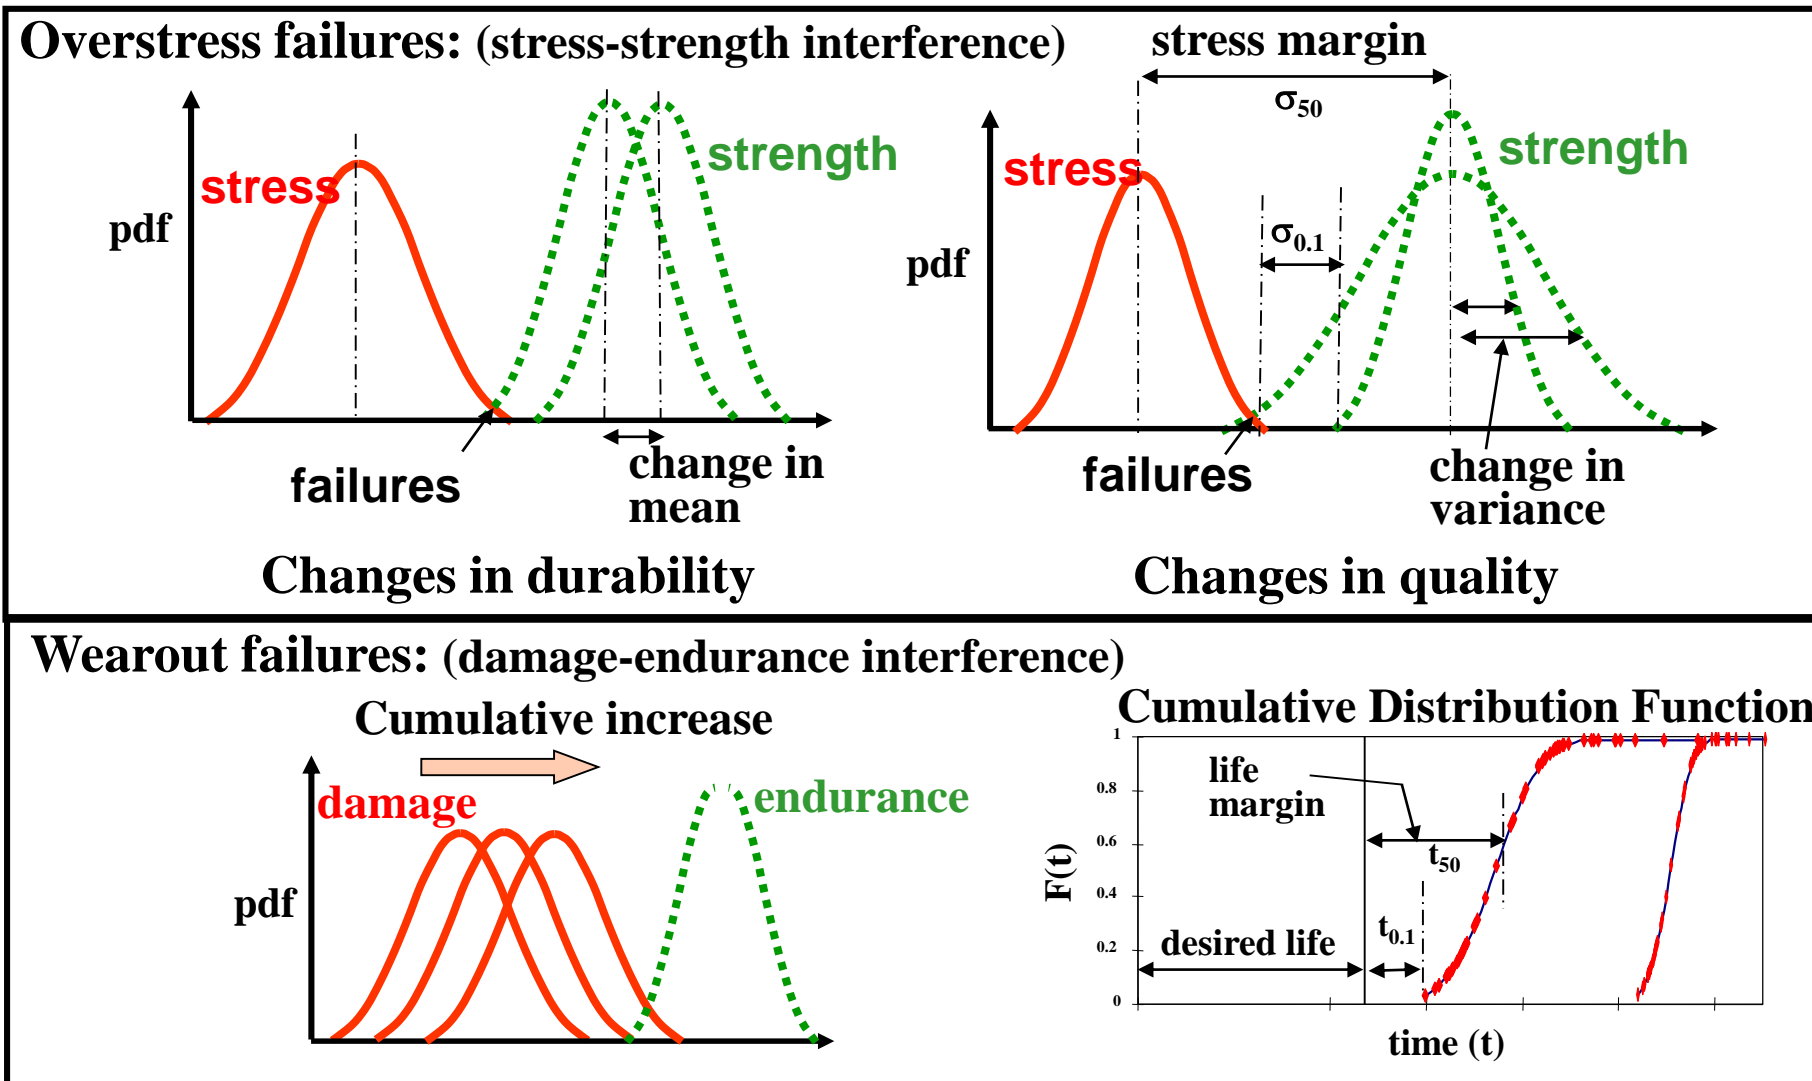 Overstress failures: (stress-strength interference)
stress
strength
pdf
failures
change in
mean
Changes in durability
stress margin
σ50
stress
strength
σ0.1
pdf
failures
change in
variance
Changes in quality
Wearout failures: (damage-endurance interference)
Cumulative increase
damage
endurance
pdf
Cumulative Distribution Function
1
0.8
0.6
0.4
0.2
0
F(t)
life
margin
t50
t0.1
desired life
time (t)